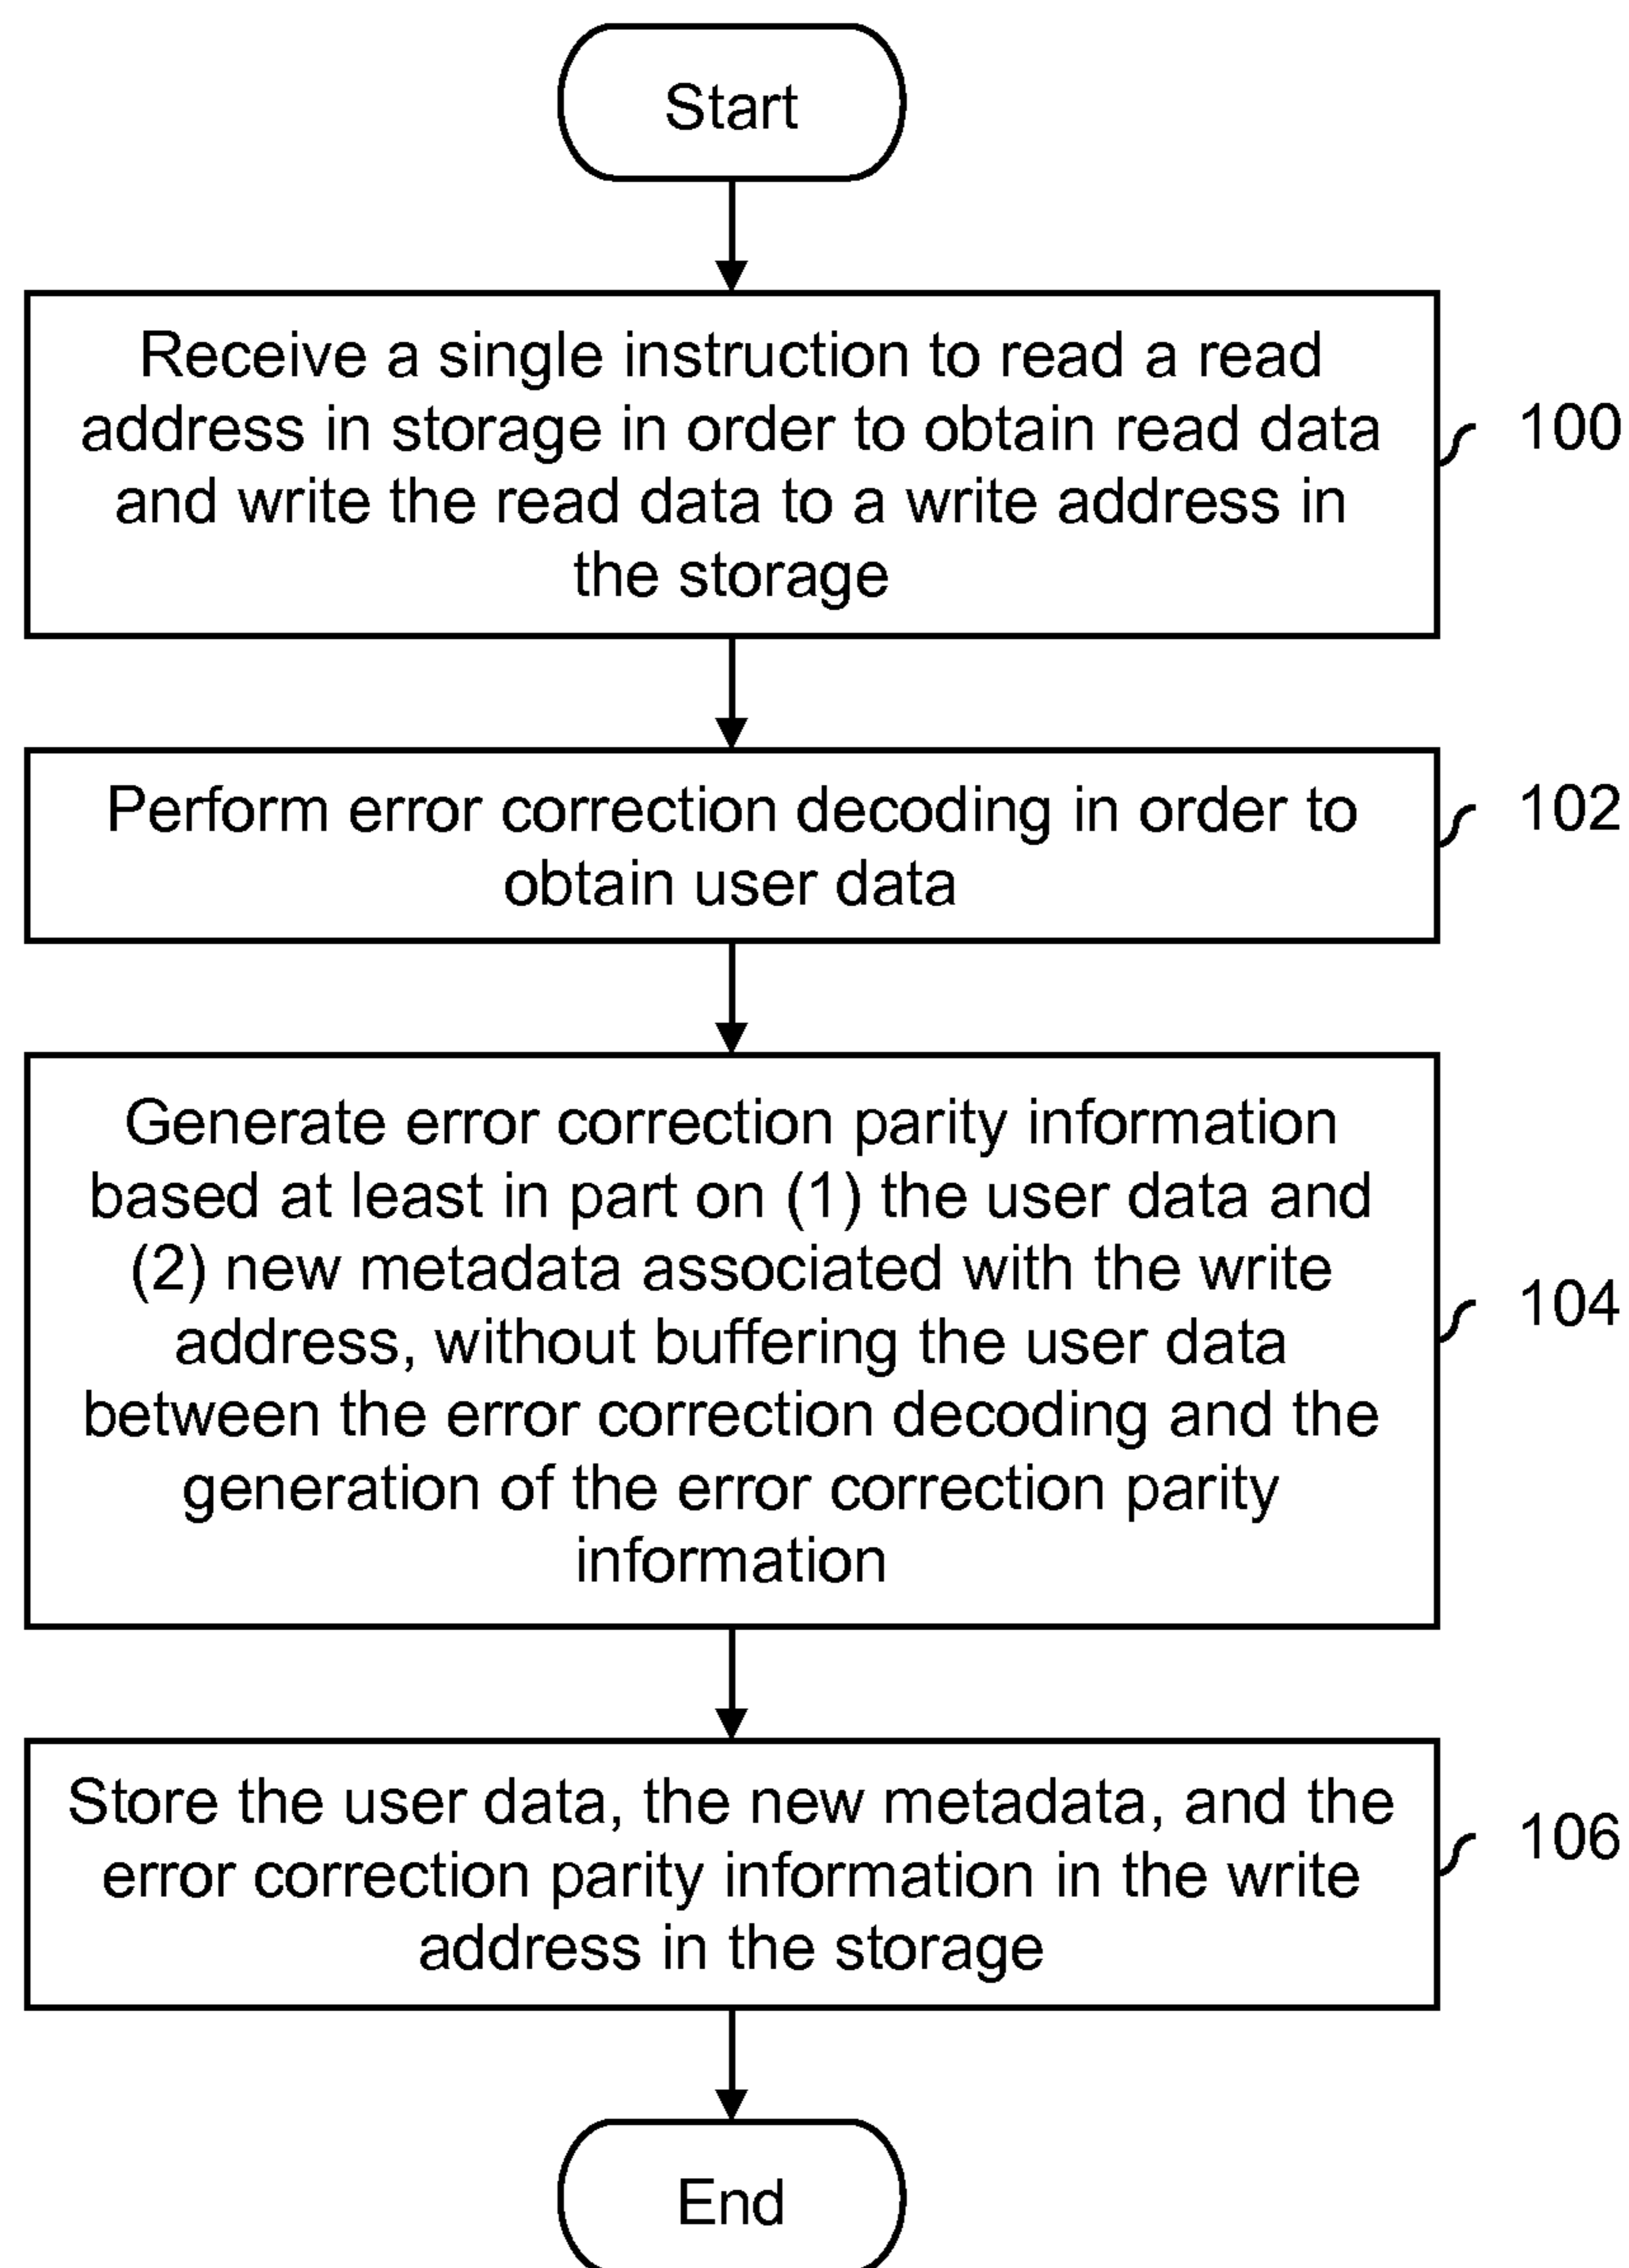 Start
Receive a single instruction to read a read
address in storage in order to obtain read data
and write the read data to a write address in
the storage
100
Perform error correction decoding in order to
obtain user data
102
Generate error correction parity information
based at least in part on (1) the user data and
(2) new metadata associated with the write
address, without buffering the user data
between the error correction decoding and the
generation of the error correction parity
information
104
Store the user data, the new metadata, and the
error correction parity information in the write
address in the storage
106
End